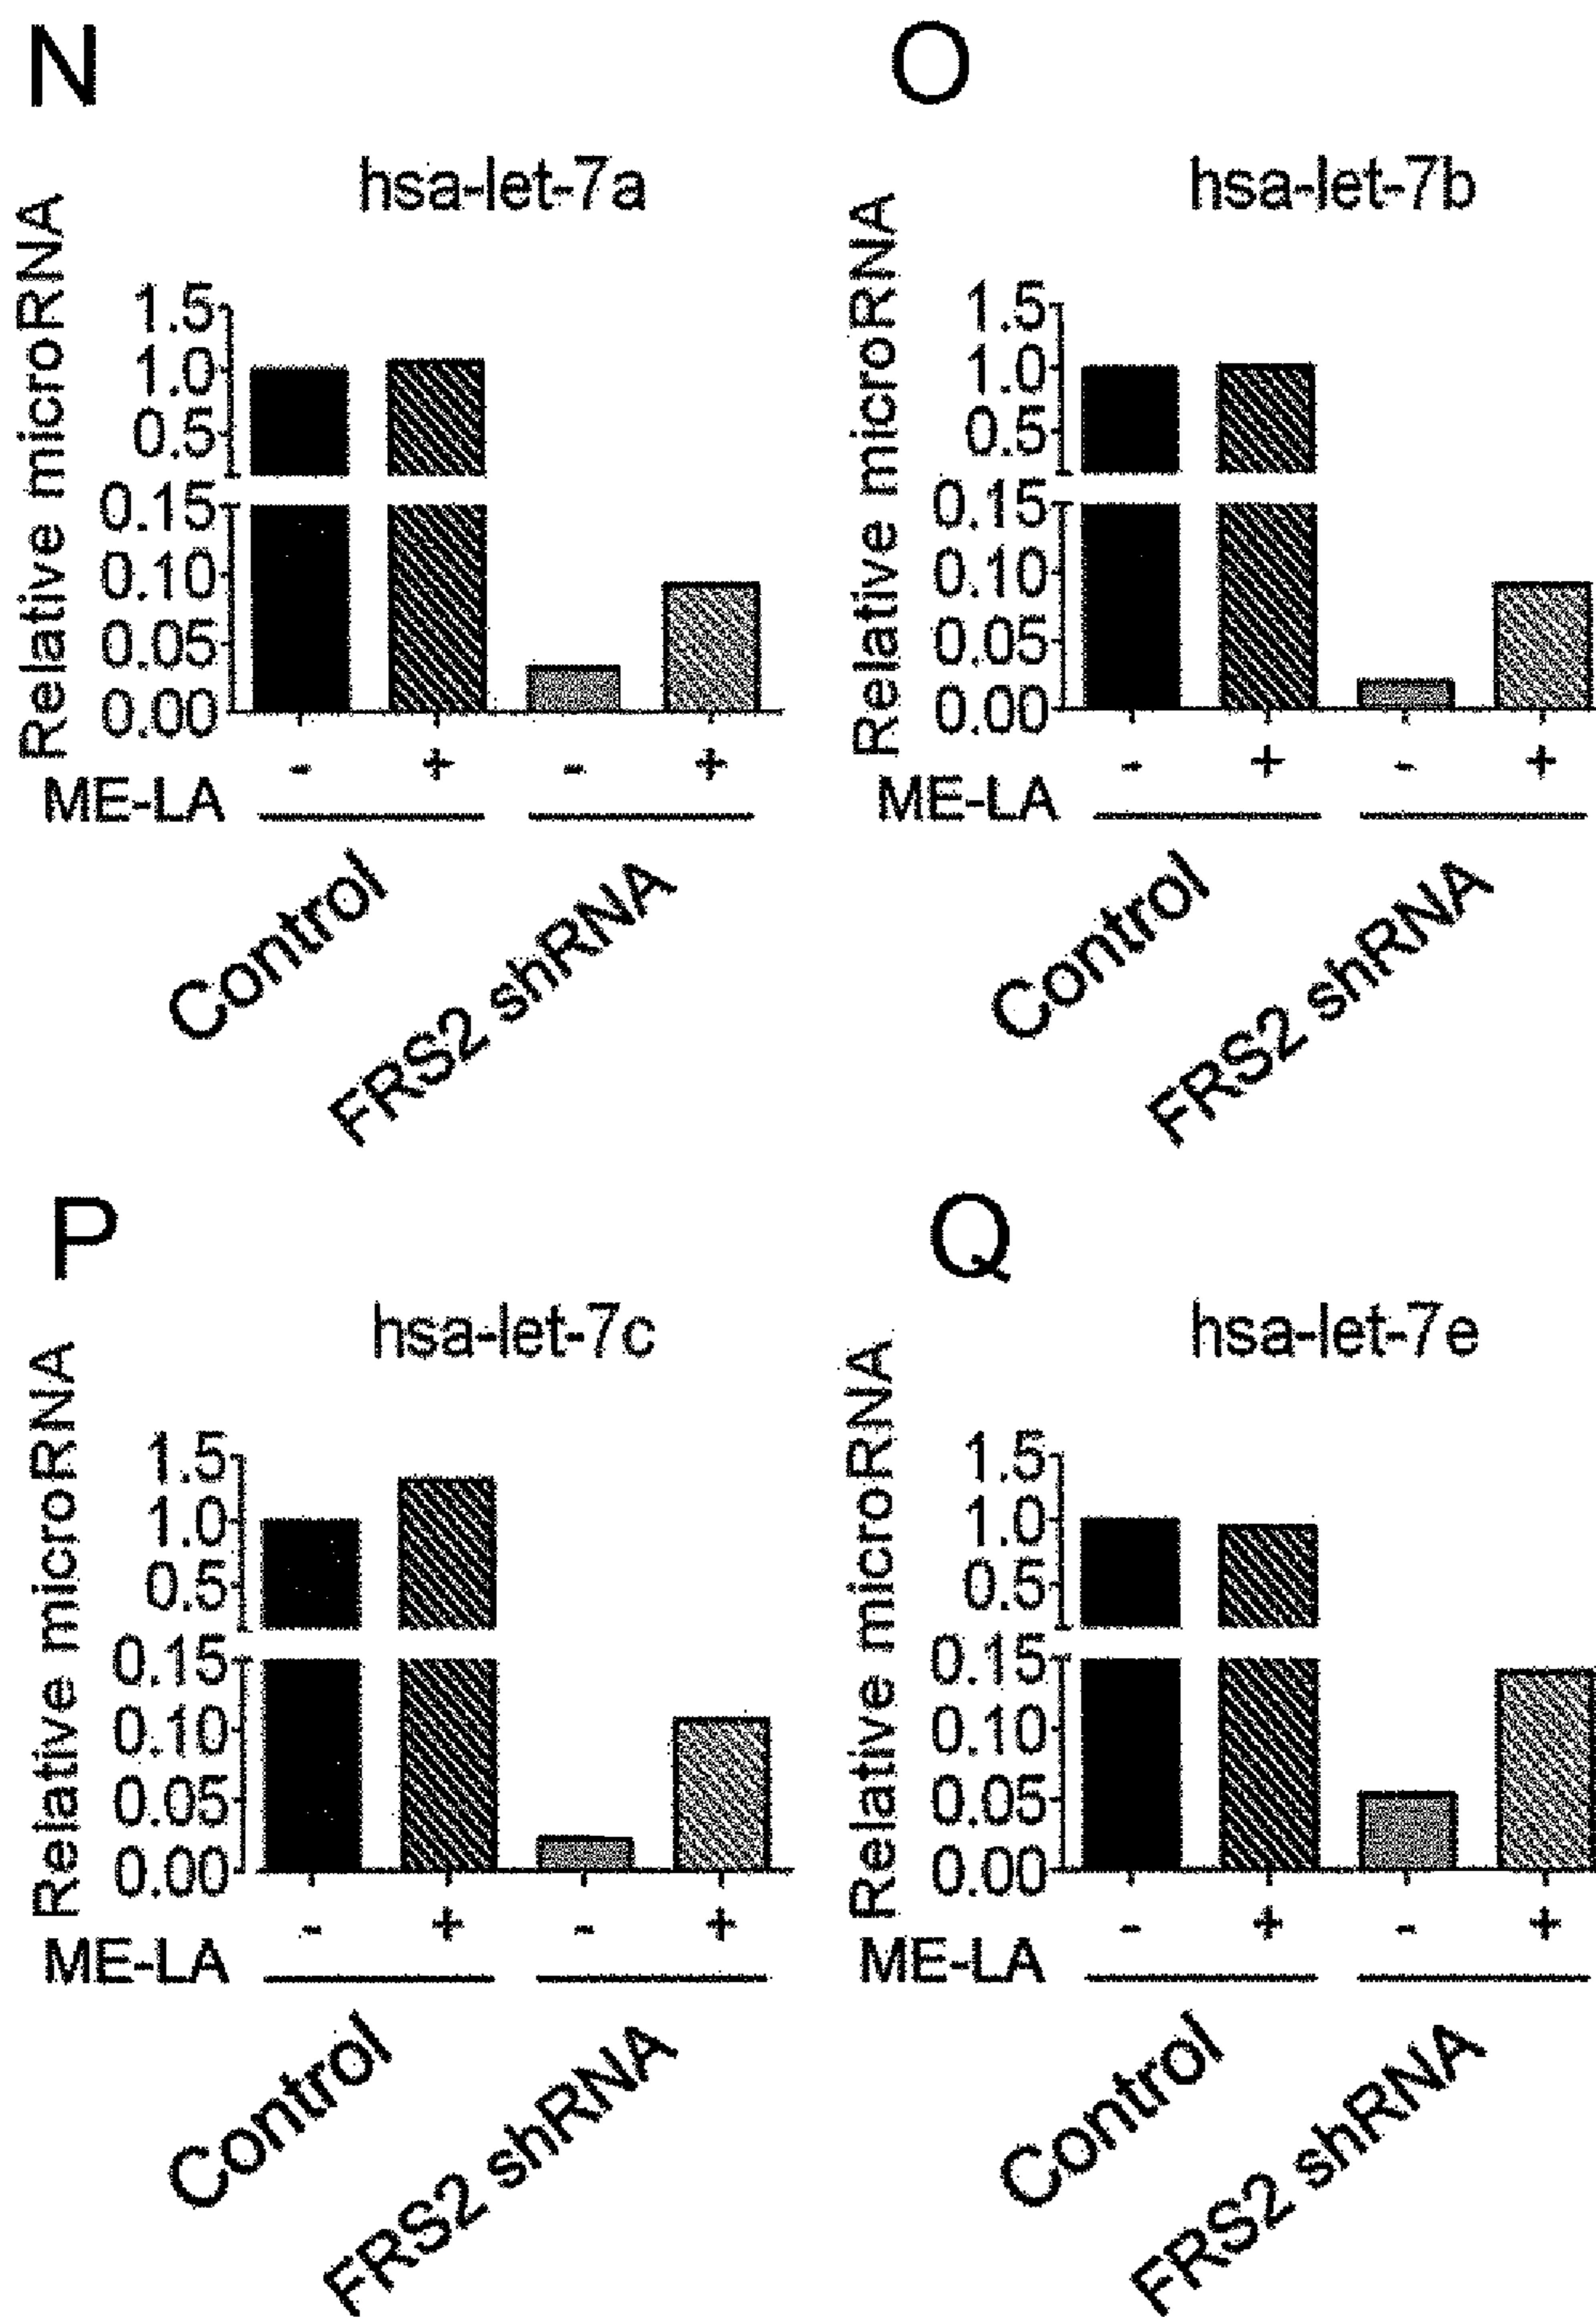 N
hsa-let-7a
Relative microRNA
1.5
1.0
0.5
0.15
0.10
0.05
0.00
- + - +
ME-LA
Control
FRS2 shRNA
O
hsa-let-7b
Relative microRNA
1.5
1.0
0.5
0.15
0.10
0.05
0.00
- + - +
ME-LA
Control
FRS2 shRNA
P
hsa-let-7c
Relative microRNA
1.5
1.0
0.5
0.15
0.10
0.05
0.00
- + - +
ME-LA
Control
FRS2 shRNA
Q
hsa-let-7e
Relative microRNA
1.5
1.0
0.5
0.15
0.10
0.05
0.00
- + - +
ME-LA
Control
FRS2 shRNA